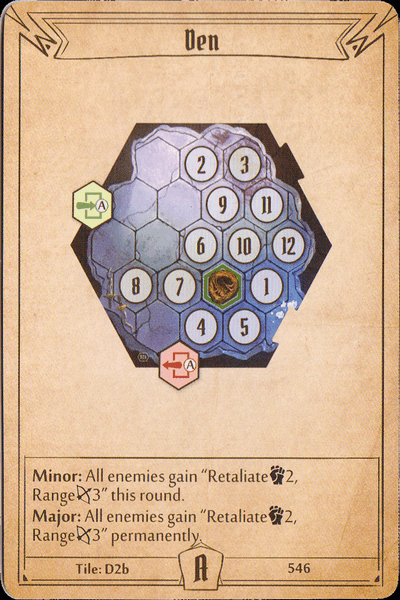 Den
2 3
9 11
A
6 10 12
8 7 1
4 5
A
Minor: All enemies gain “Retaliate 2,
Range 3” this round.
Major: All enemies gain “Retaliate 2,
Range 3” permanently.
Tile: D2b A 546